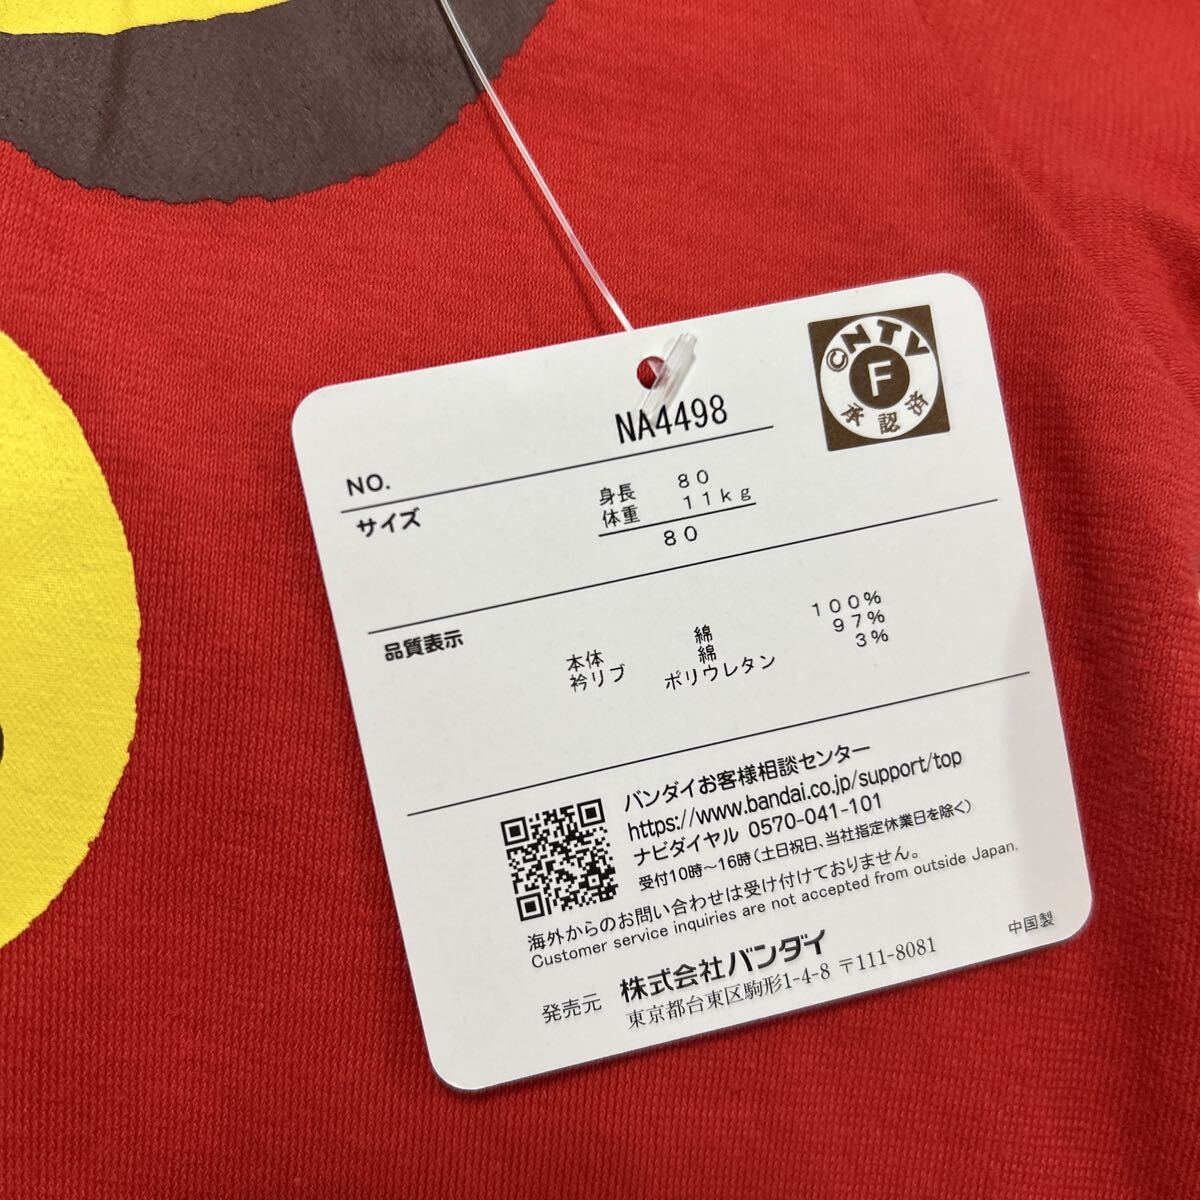 ©NTV
F
承認済
NO. NA4498
サイズ 身長 80
体重 11kg
80
品質表示
本体 綿 100%
衿リブ 綿 97%
ポリウレタン 3%
バンダイお客様相談センター
https://www.bandai.co.jp/support/top
ナビダイヤル 0570-041-101
受付10時～16時(土日祝日、当社指定休業日を除く)
海外からのお問い合わせは受け付けておりません。
Customer service inquiries are not accepted from outside Japan.
発売元 株式会社バンダイ
東京都台東区駒形1-4-8 〒111-8081
中国製